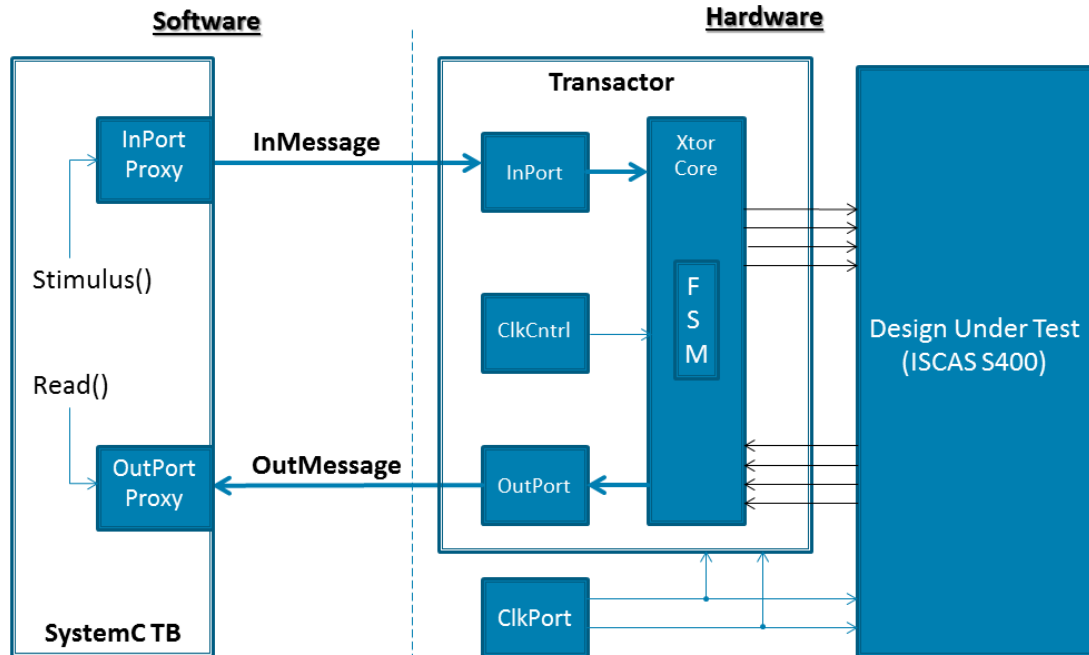 Software
Hardware
Transactor
InPort
Proxy
InMessage
InPort
Xtor
Core
Stimulus()
F
S
M
ClkCntrl
Design Under Test
(ISCAS S400)
Read()
OutPort
Proxy
OutMessage
OutPort
ClkPort
SystemC TB